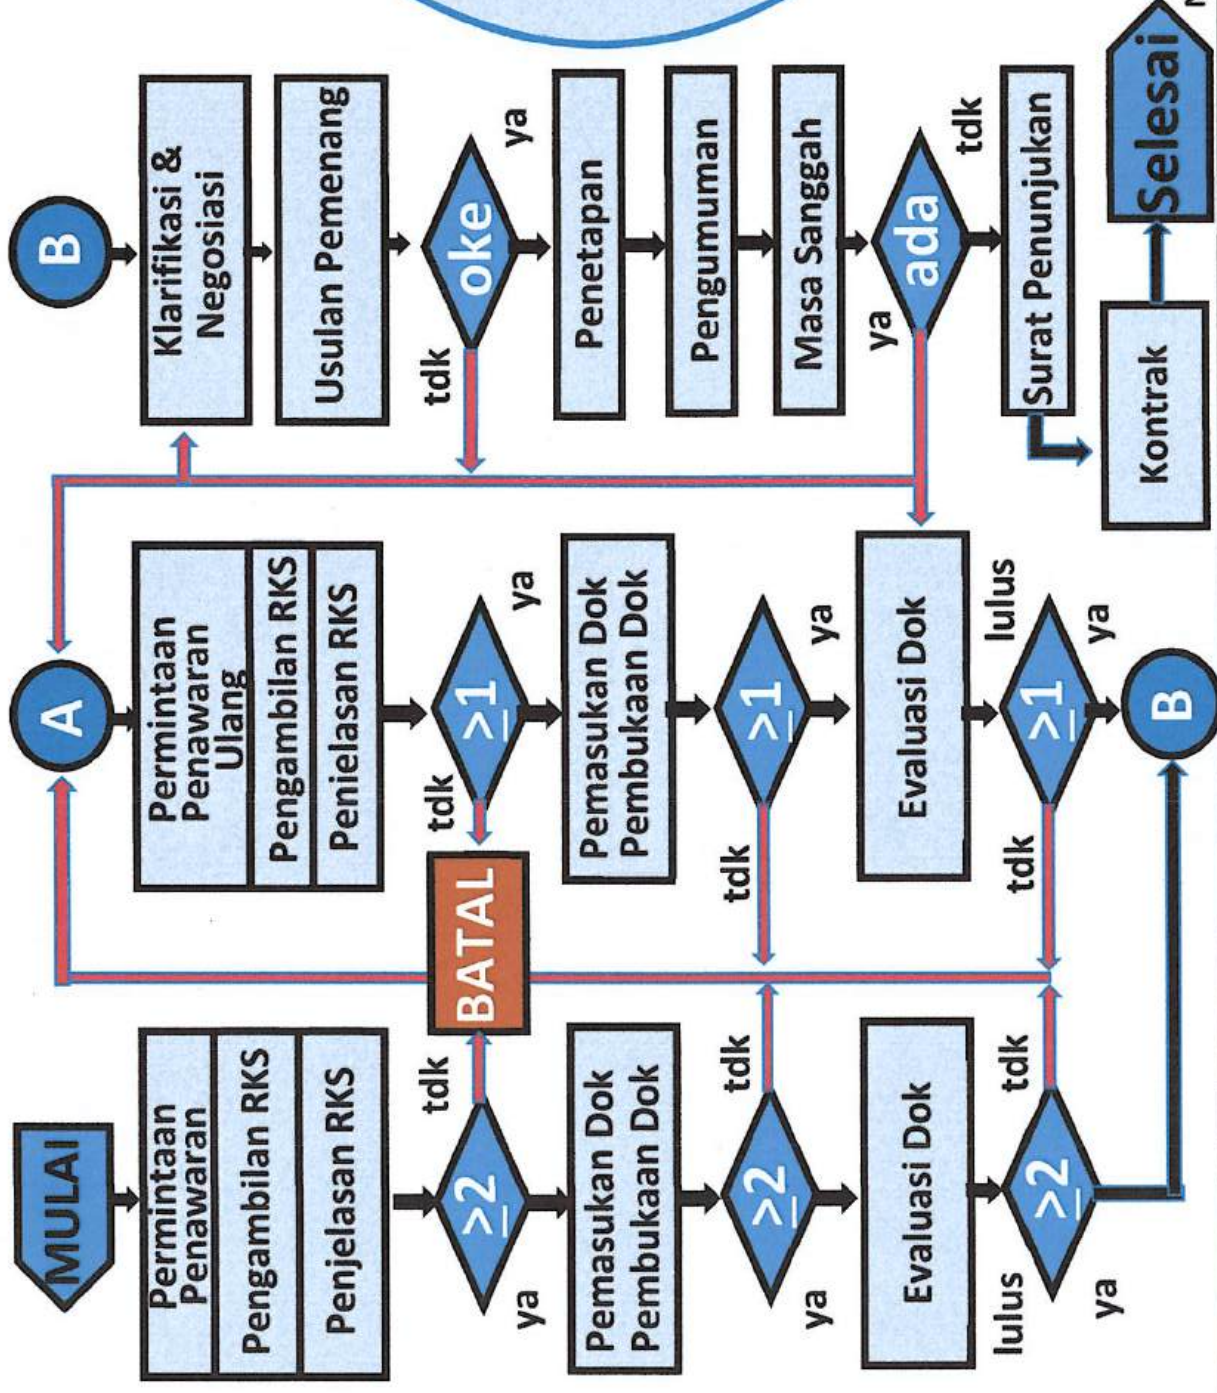 MULAI
Permintaan
Penawaran
Pengambilan RKS
Penjelasan RKS
≥2
tdk
ya
Pemasukan Dok
Pembukaan Dok
≥2
tdk
ya
Evaluasi Dok
lulus
≥2
tdk
ya
BATAL
A
Permintaan
Penawaran
Ulang
Pengambilan RKS
Penielasan RKS
tdk
≥1
ya
Pemasukan Dok
Pembukaan Dok
tdk
≥1
ya
Evaluasi Dok
lulus
tdk
≥1
ya
B
B
Klarifikasi &
Negosiasi
Usulan Pemenang
tdk
oke
ya
Penetapan
Pengumuman
Masa Sanggah
ya
ada
tdk
Surat Penunjukan
Kontrak
Selesai